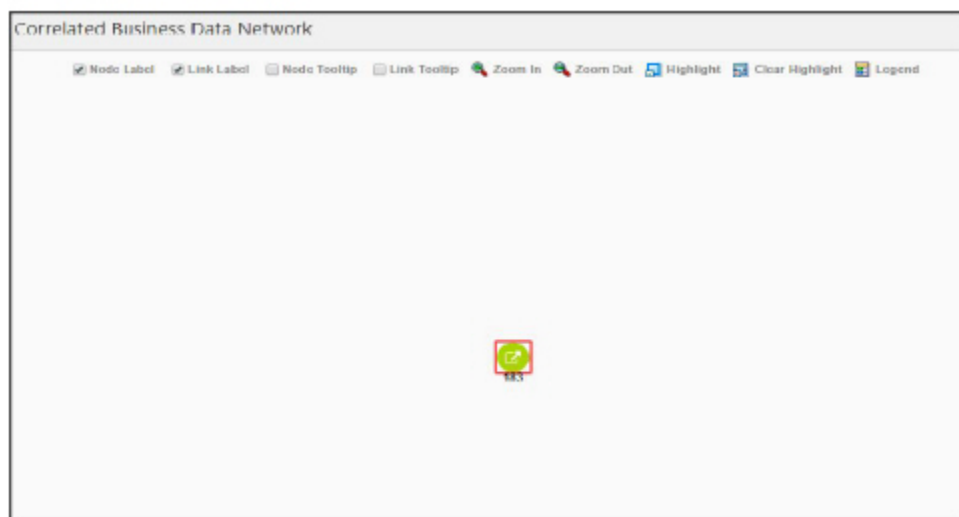 Correlated Business Data Network
Node Label Link Label Node Tooltip Link Tooltip Zoom In Zoom Out Highlight Clear Highlight Legend
183